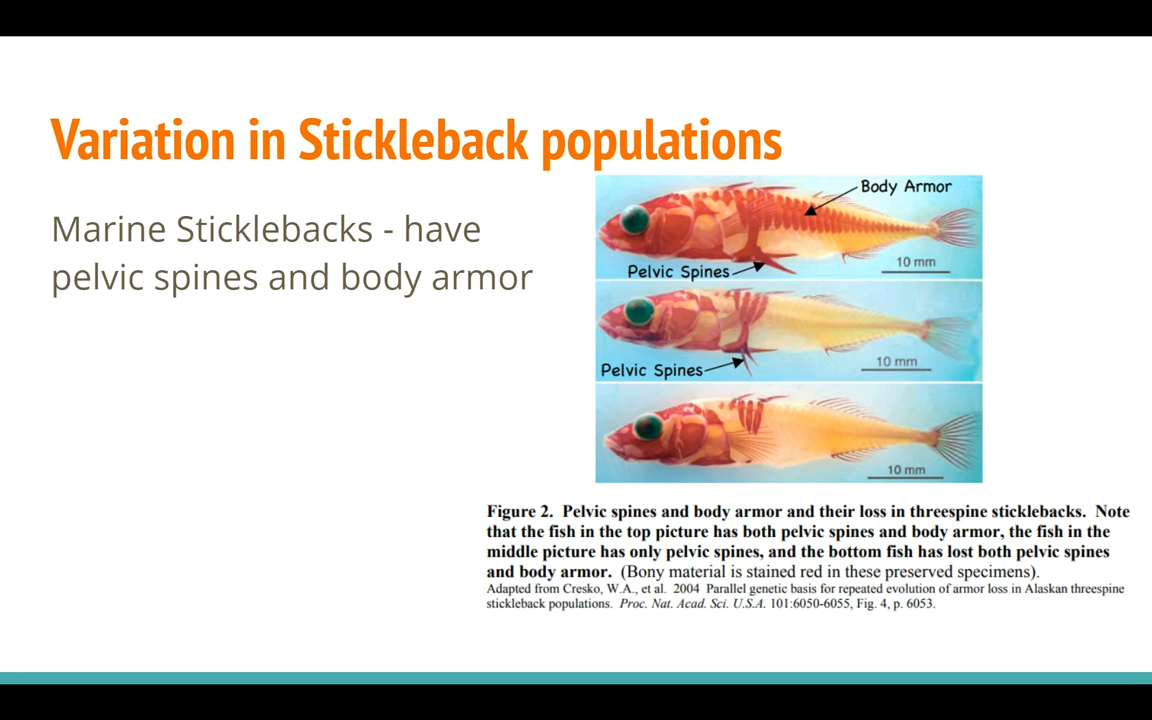 Variation in Stickleback populations
Marine Sticklebacks - have
pelvic spines and body armor
Body Armor
Pelvic Spines
10 mm
Pelvic Spines
10 mm
10 mm
Figure 2. Pelvic spines and body armor and their loss in threespine sticklebacks. Note
that the fish in the top picture has both pelvic spines and body armor, the fish in the
middle picture has only pelvic spines, and the bottom fish has lost both pelvic spines
and body armor. (Bony material is stained red in these preserved specimens).
Adapted from Cresko, W.A., et al. 2004 Parallel genetic basis for repeated evolution of armor loss in Alaskan threespine
stickleback populations. Proc. Nat. Acad. Sci. U.S.A. 101:6050-6055, Fig. 4, p. 6053.